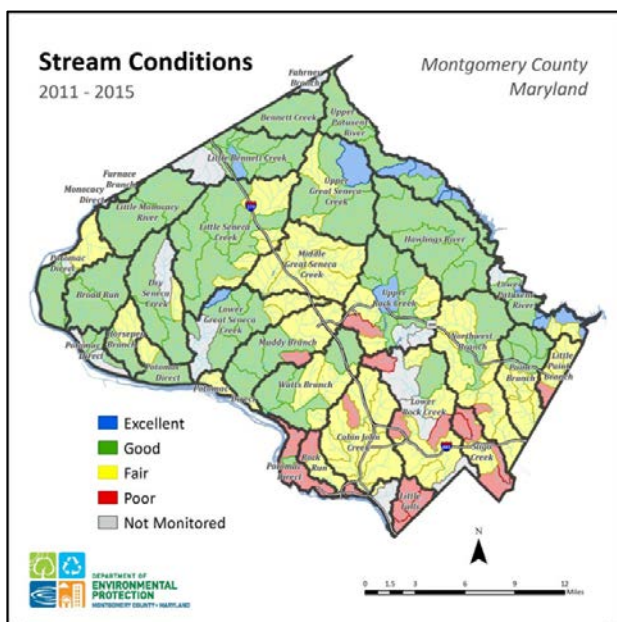 Stream Conditions
2011 - 2015
Montgomery County
Maryland
Fahrney
Branch
Bennett Creek
Upper
Patuxent
River
Little Bennett Creek
Furnace
Branch
Monocacy
Direct
Little Monocacy
River
Upper
Great Seneca
Creek
Little Seneca
Creek
Hawlings River
Potomac
Direct
Middle
Great Seneca
Creek
Broad Run
Dry
Seneca
Creek
Upper
Rock Creek
Lower
Patuxent
River
Lower
Great Seneca
Creek
Horsepen
Branch
Northwest
Branch
Potomac
Direct
Potomac
Direct
Muddy Branch
Paint
Branch
Little
Paint
Branch
Watts Branch
Potomac
Direct
Lower
Rock Creek
Excellent
Good
Fair
Poor
Not Monitored
Cabin John
Creek
Sligo
Creek
Rock
Run
Potomac
Direct
Little
Falls
N
DEPARTMENT OF
ENVIRONMENTAL
PROTECTION
MONTGOMERY COUNTY • MARYLAND
0 1.5 3 6 9 12
Miles